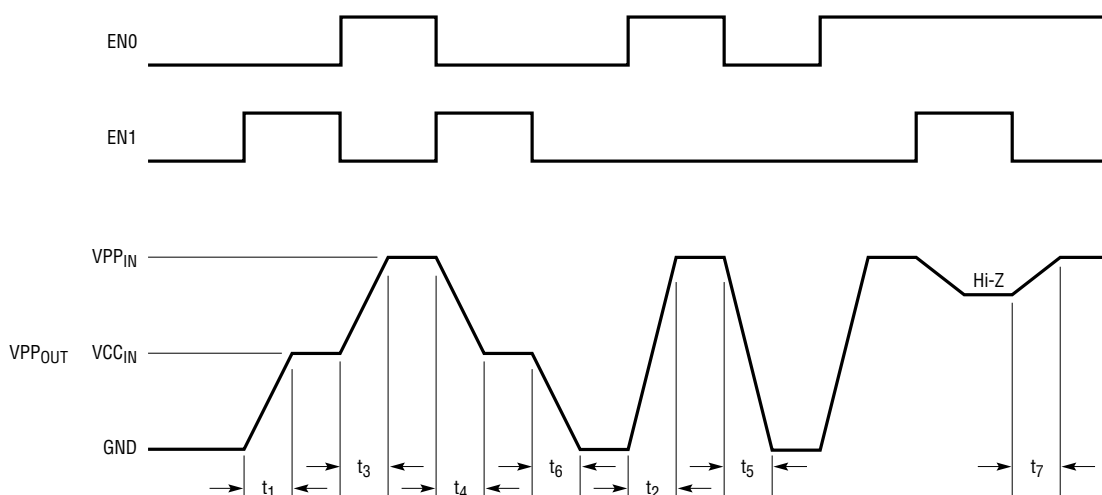 EN0
EN1
VPPIN
Hi-Z
VPPOUT VCCIN
GND
t3 t6 t5 t7
t1 t4 t2